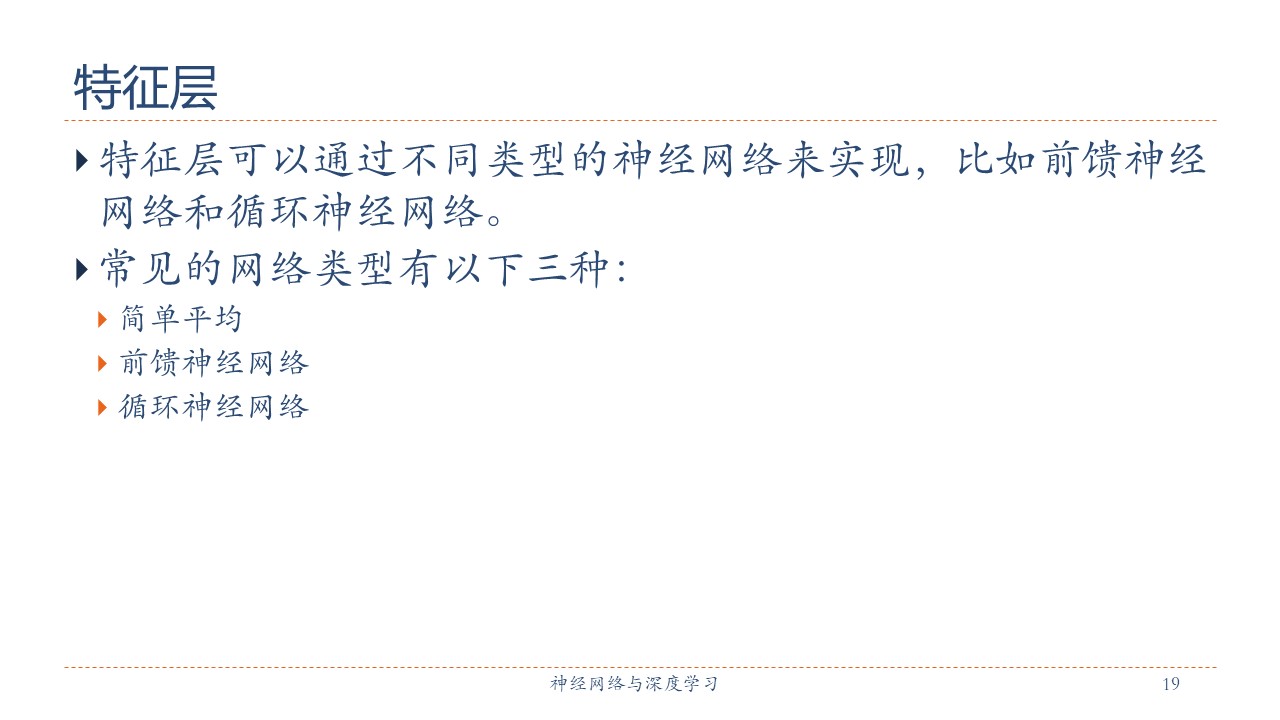 特征层
特征层可以通过不同类型的神经网络来实现，比如前馈神经
网络和循环神经网络。
常见的网络类型有以下三种：
简单平均
前馈神经网络
循环神经网络
神经网络与深度学习
19